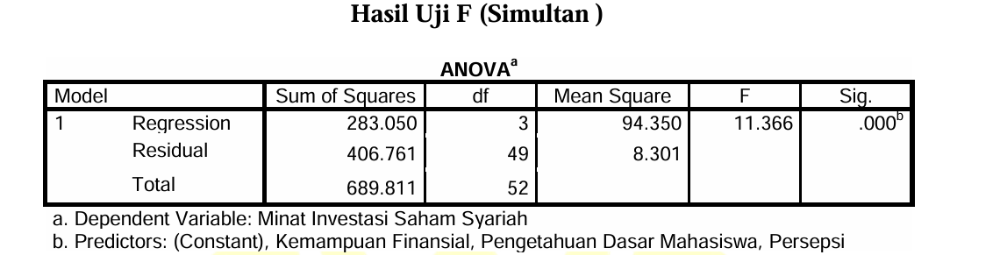 Hasil Uji F (Simultan )
ANOVAa
Model Sum of Squares df Mean Square F Sig.
1 Regression 283.050 3 94.350 11.366 .000b
Residual 406.761 49 8.301
Total 689.811 52
a. Dependent Variable: Minat Investasi Saham Syariah
b. Predictors: (Constant), Kemampuan Finansial, Pengetahuan Dasar Mahasiswa, Persepsi